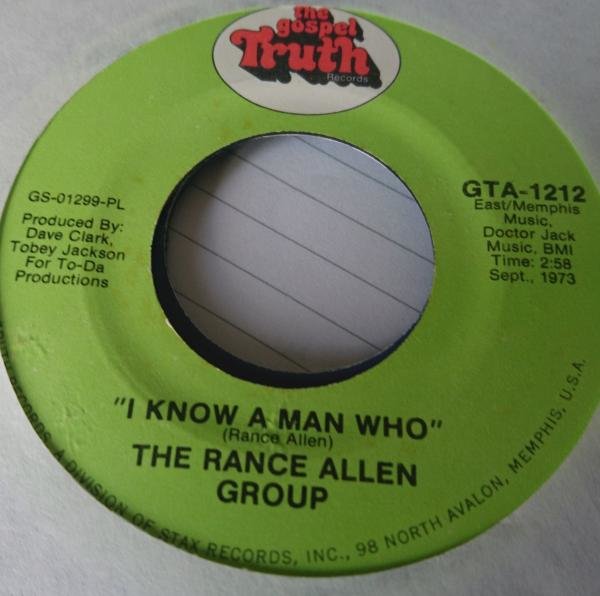 the
gospel
Truth
Records
GS-01299-PL
Produced By:
Dave Clark,
Tobey Jackson
For To-Da
Productions
GTA-1212
East/Memphis
Music,
Doctor Jack
Music, BMI
Time: 2:58
Sept., 1973
"I KNOW A MAN WHO"
(Rance Allen)
THE RANCE ALLEN
GROUP
RECORDS, A DIVISION OF STAX RECORDS, INC., 98 NORTH AVALON, MEMPHIS, U.S.A.